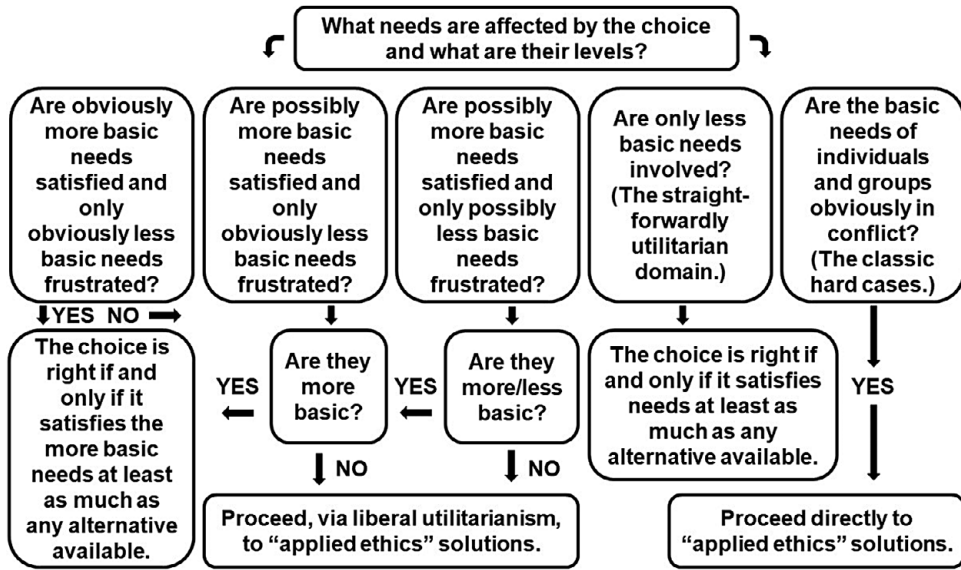 What needs are affected by the choice
and what are their levels?
Are obviously
more basic
needs
satisfied and
only
obviously less
basic needs
frustrated?
Are possibly
more basic
needs
satisfied and
only
obviously less
basic needs
frustrated?
Are possibly
more basic
needs
satisfied and
only possibly
less basic
needs
frustrated?
Are only less
basic needs
involved?
(The straight-
forwardly
utilitarian
domain.)
Are the basic
needs of
individuals
and groups
obviously in
conflict?
(The classic
hard cases.)
YES NO
The choice is
right if and
only if it
satisfies the
more basic
needs at least
as much as
any alternative
available.
YES
Are they
more
basic?
YES
Are they
more/less
basic?
The choice is right if
and only if it satisfies
needs at least as
much as any
alternative available.
YES
NO
NO
Proceed, via liberal utilitarianism,
to “applied ethics” solutions.
Proceed directly to
“applied ethics” solutions.